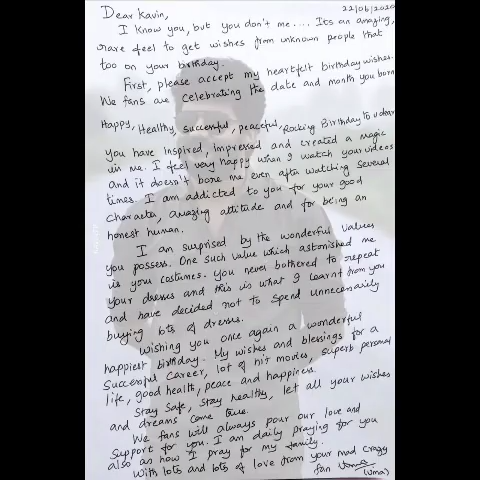 22/06/2020
Dear Kavin,
I know you, but you don't me.... Its an amazing,
rare feel to get wishes from unknown people that
too on your birthday.
First, please accept my heartfelt birthday wishes.
We fans are celebrating the date and month you born
Happy, Healthy, successful, peaceful, Rocking Birthday to u dear
you have Inspired, Impressed and created a magic
in me. I feel very happy when I watch your videos
and it doesn't bore me even after watching several
times. I am addicted to you for your good
character, amazing attitude and for being an
honest human.
I am surprised by the wonderful values
you possess. One such value which astonished me
is your costumes. you never bothered to repeat
your dresses and this is what I learnt from you
and have decided not to spend unnecessarily
buying lots of dresses.
Wishing you once again a wonderful
happiest birthday. My wishes and blessings for a
successful career, lot of hit movies, superb personal
life, good health, peace and happiness.
Stay safe, stay healthy, let all your wishes
and dreams come true.
We fans will always pour our love and
support for you. I am daily praying for you
also as how I pray for my family.
With lots and lots of love from your mad crazy
fan Uma
(UMA)